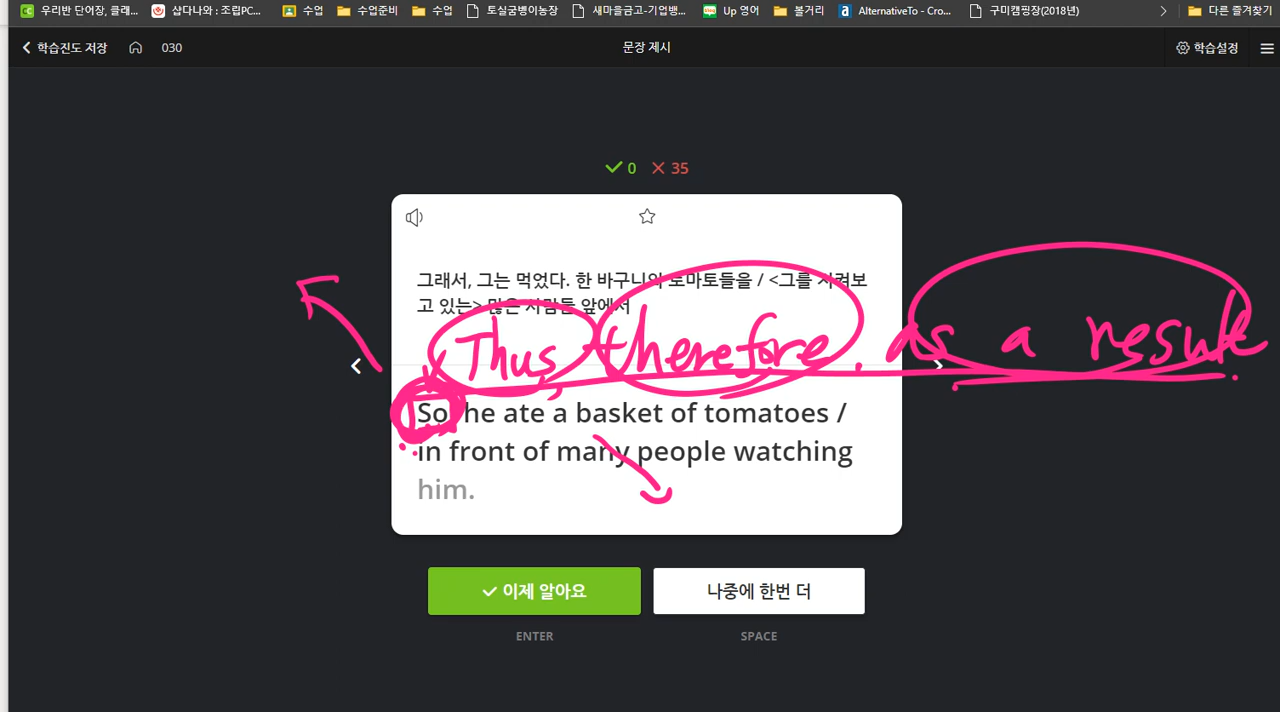 우리반 단어장, 클래... 샵다나와 : 조립PC... 수업 수업준비 수업 토실굼벵이농장 새마을금고-기업뱅... Up 영어 볼거리 AlternativeTo - Cro... 구미캠핑장(2018년) 다른 즐겨찾기
학습진도 저장 030 문장 제시 학습설정
0 35
그래서, 그는 먹었다. 한 바구니의 토마토들을 / <그를 지켜보
고 있는> 많은 사람들 앞에서
Thus, therefore. as a result
So, he ate a basket of tomatoes /
in front of many people watching
him.
이제 알아요 나중에 한번 더
ENTER SPACE